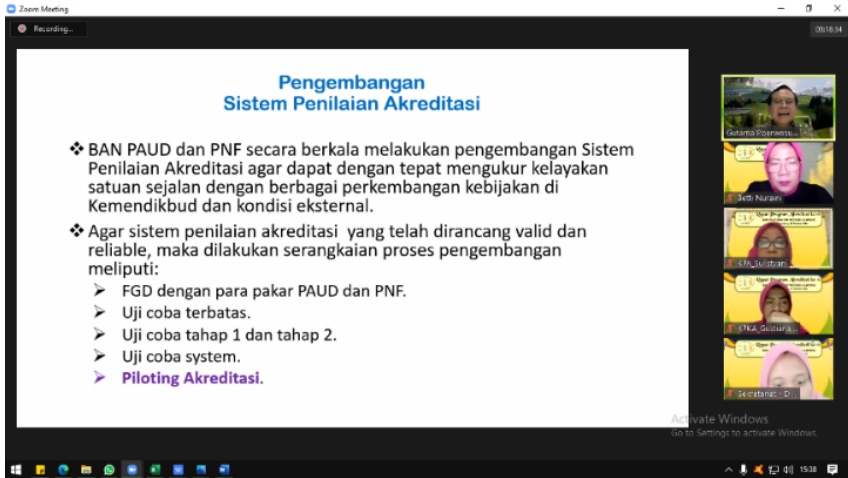 Zoom Meeting
Recording...
Pengembangan
Sistem Penilaian Akreditasi
❖ BAN PAUD dan PNF secara berkala melakukan pengembangan Sistem
Penilaian Akreditasi agar dapat dengan tepat mengukur kelayakan
satuan sejalan dengan berbagai perkembangan kebijakan di
Kemendikbud dan kondisi eksternal.
❖ Agar sistem penilaian akreditasi yang telah dirancang valid dan
reliable, maka dilakukan serangkaian proses pengembangan
meliputi:
➢ FGD dengan para pakar PAUD dan PNF.
➢ Uji coba terbatas.
➢ Uji coba tahap 1 dan tahap 2.
➢ Uji coba system.
➢ Piloting Akreditasi.
Gutama
Betti Nuraini
Sekretariat - D...
Activate Windows
Go to Settings to activate Windows.
15:38